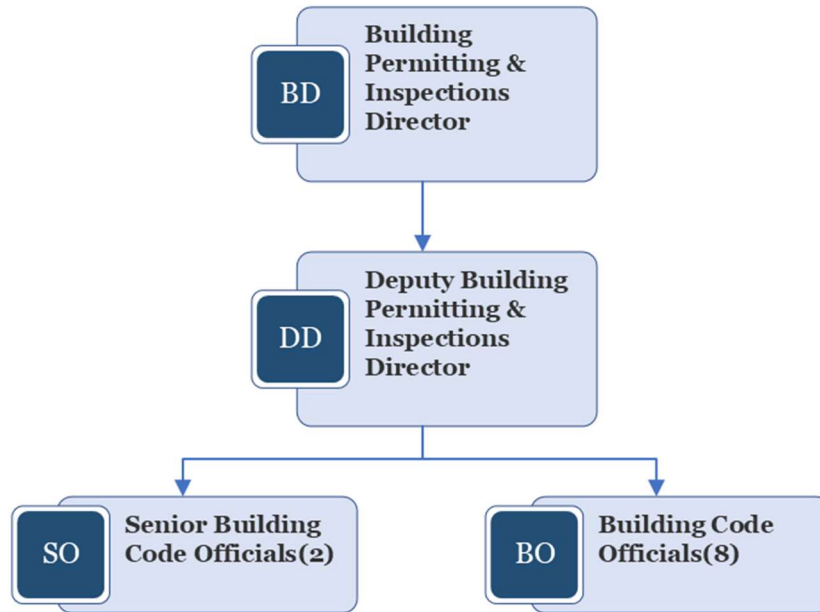 BD
Building
Permitting &
Inspections
Director
DD
Deputy Building
Permitting &
Inspections
Director
SO
Senior Building
Code Officials(2)
BO
Building Code
Officials(8)